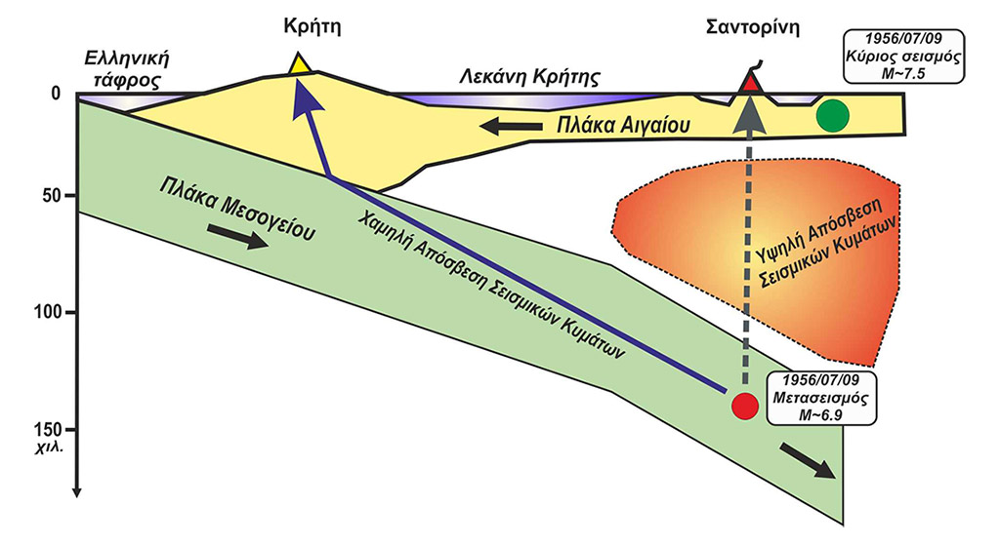 Κρήτη
Σαντορίνη
1956/07/09
Κύριος σεισμός
M~7.5
Ελληνική
τάφρος
Λεκάνη Κρήτης
0
Πλάκα Αιγαίου
50
Πλάκα Μεσογείου
Χαμηλή Απόσβεση Σεισμικών Κυμάτων
Υψηλή Απόσβεση
Σεισμικών Κυμάτων
100
1956/07/09
Μετασεισμός
M~6.9
150
χιλ.